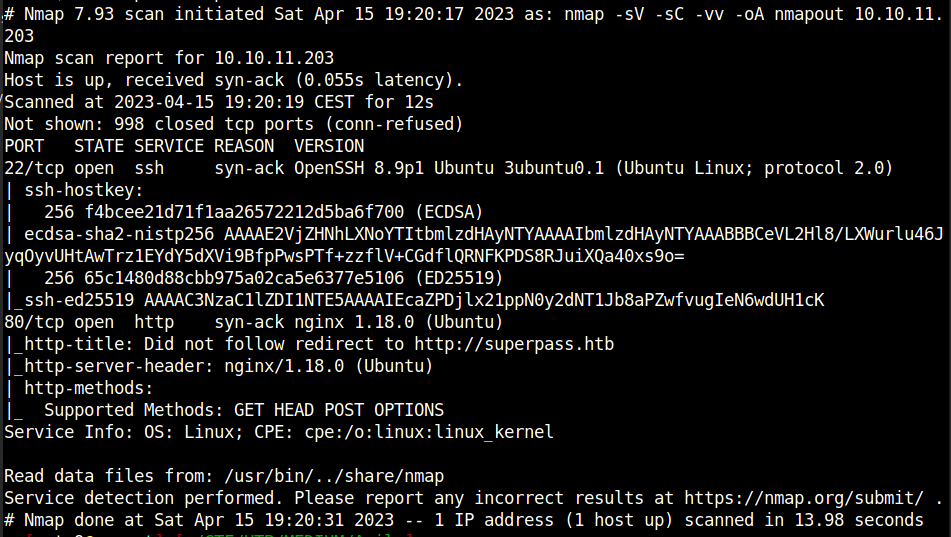 # Nmap 7.93 scan initiated Sat Apr 15 19:20:17 2023 as: nmap -sV -sC -vv -oA nmapout 10.10.11.
203
Nmap scan report for 10.10.11.203
Host is up, received syn-ack (0.055s latency).
Scanned at 2023-04-15 19:20:19 CEST for 12s
Not shown: 998 closed tcp ports (conn-refused)
PORT   STATE SERVICE REASON  VERSION
22/tcp open  ssh     syn-ack OpenSSH 8.9p1 Ubuntu 3ubuntu0.1 (Ubuntu Linux; protocol 2.0)
| ssh-hostkey:
|   256 f4bcee21d71f1aa26572212d5ba6f700 (ECDSA)
| ecdsa-sha2-nistp256 AAAAE2VjZHNhLXNoYTItbmlzdHAyNTYAAAAIbmlzdHAyNTYAAABBBCeVL2Hl8/LXWurlu46J
yqOyvUHtAwTrz1EYdY5dXVi9BfpPwsPTf+zzflV+CGdflQRNFKPDS8RJuiXQa40xs9o=
|   256 65c1480d88cbb975a02ca5e6377e5106 (ED25519)
|_ssh-ed25519 AAAAC3NzaC1lZDI1NTE5AAAAIEcaZPDjlx21ppN0y2dNT1Jb8aPZwfvugIeN6wdUH1cK
80/tcp open  http    syn-ack nginx 1.18.0 (Ubuntu)
|_http-title: Did not follow redirect to http://superpass.htb
|_http-server-header: nginx/1.18.0 (Ubuntu)
| http-methods:
|_  Supported Methods: GET HEAD POST OPTIONS
Service Info: OS: Linux; CPE: cpe:/o:linux:linux_kernel
Read data files from: /usr/bin/../share/nmap
Service detection performed. Please report any incorrect results at https://nmap.org/submit/ .
# Nmap done at Sat Apr 15 19:20:31 2023 -- 1 IP address (1 host up) scanned in 13.98 seconds